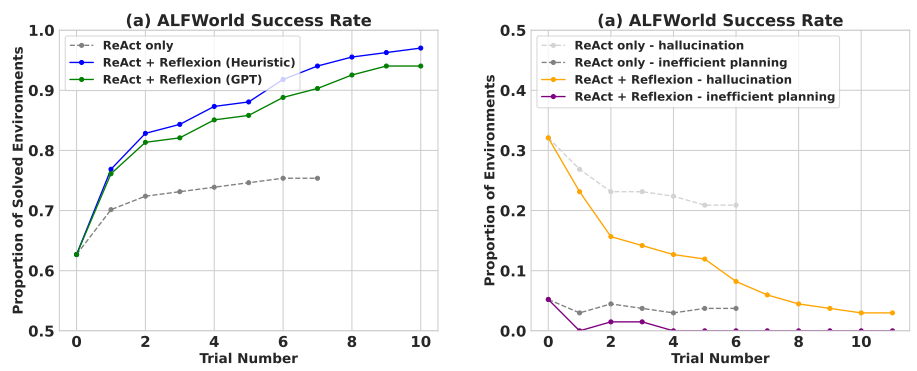 (a) ALFWorld Success Rate
Proportion of Solved Environments
1.0
0.9
0.8
0.7
0.6
0.5
ReAct only
ReAct + Reflexion (Heuristic)
ReAct + Reflexion (GPT)
0 2 4 6 8 10
Trial Number
(a) ALFWorld Success Rate
Proportion of Environments
0.5
0.4
0.3
0.2
0.1
0.0
ReAct only - hallucination
ReAct only - inefficient planning
ReAct + Reflexion - hallucination
ReAct + Reflexion - inefficient planning
0 2 4 6 8 10
Trial Number